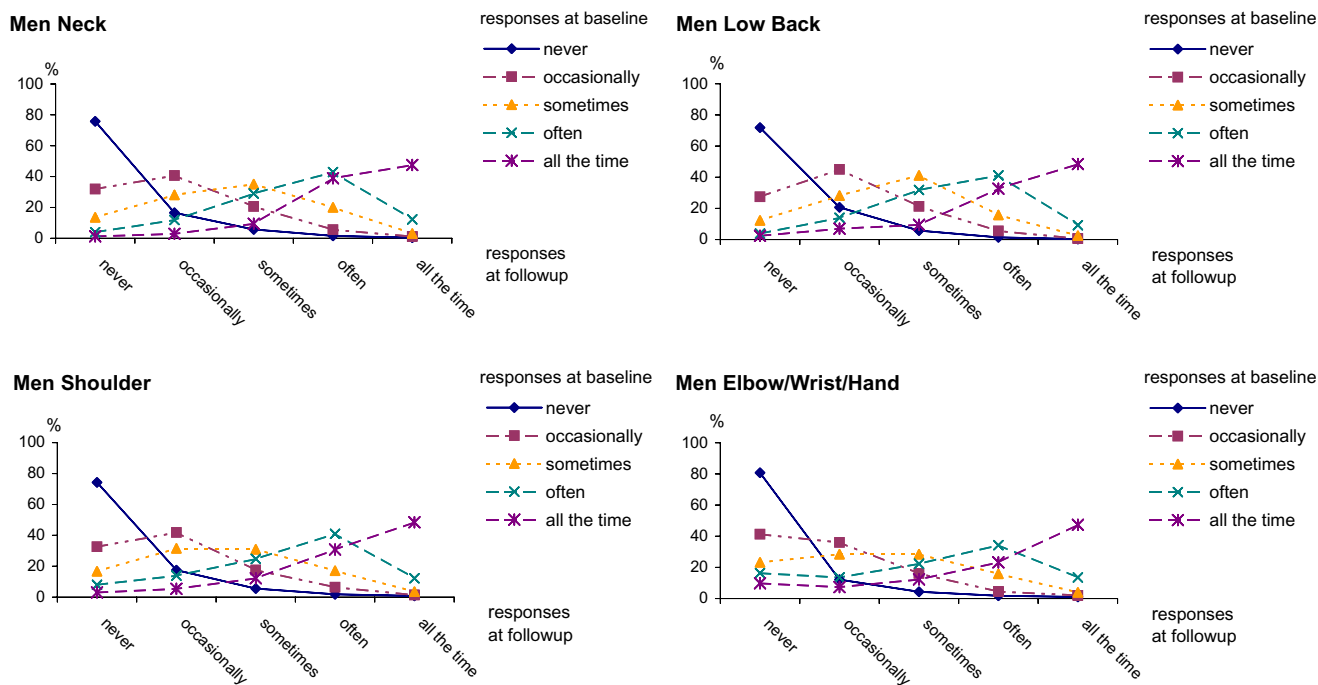 Men Neck
responses at baseline
never
occasionally
sometimes
often
all the time
%
100
80
60
40
20
0
never
occasionally
sometimes
often
all the time
responses
at followup
Men Low Back
responses at baseline
never
occasionally
sometimes
often
all the time
%
100
80
60
40
20
0
never
occasionally
sometimes
often
all the time
responses
at followup
Men Shoulder
responses at baseline
never
occasionally
sometimes
often
all the time
%
100
80
60
40
20
0
never
occasionally
sometimes
often
all the time
responses
at followup
Men Elbow/Wrist/Hand
responses at baseline
never
occasionally
sometimes
often
all the time
%
100
80
60
40
20
0
never
occasionally
sometimes
often
all the time
responses
at followup